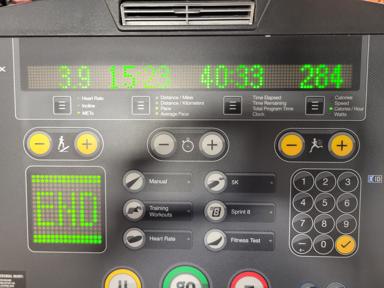 3.9 15:23 40:33 284
Heart Rate
Incline
METs
Distance / Miles
Distance / Kilometers
Pace
Average Pace
Time Elapsed
Time Remaining
Total Program Time
Clock
Calories
Speed
Calories / Hour
Watts
END
Manual
5K
Training Workouts
Sprint 8
Heart Rate
Fitness Test
1 2 3
4 5 6
7 8 9
0
go